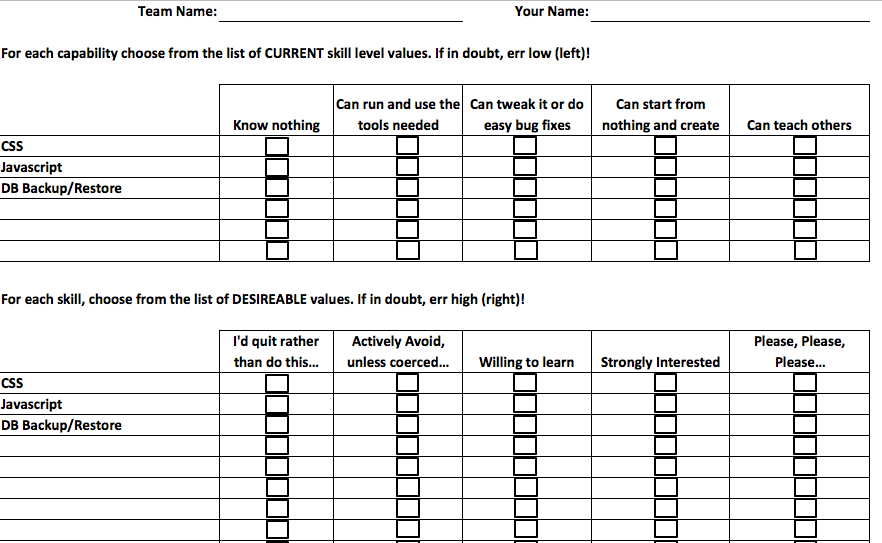 Team Name: Your Name:
For each capability choose from the list of CURRENT skill level values. If in doubt, err low (left)!
Can run and use the Can tweak it or do Can start from
Know nothing tools needed easy bug fixes nothing and create Can teach others
CSS
Javascript
DB Backup/Restore
For each skill, choose from the list of DESIREABLE values. If in doubt, err high (right)!
I'd quit rather Actively Avoid, Please, Please,
than do this... unless coerced... Willing to learn Strongly Interested Please...
CSS
Javascript
DB Backup/Restore